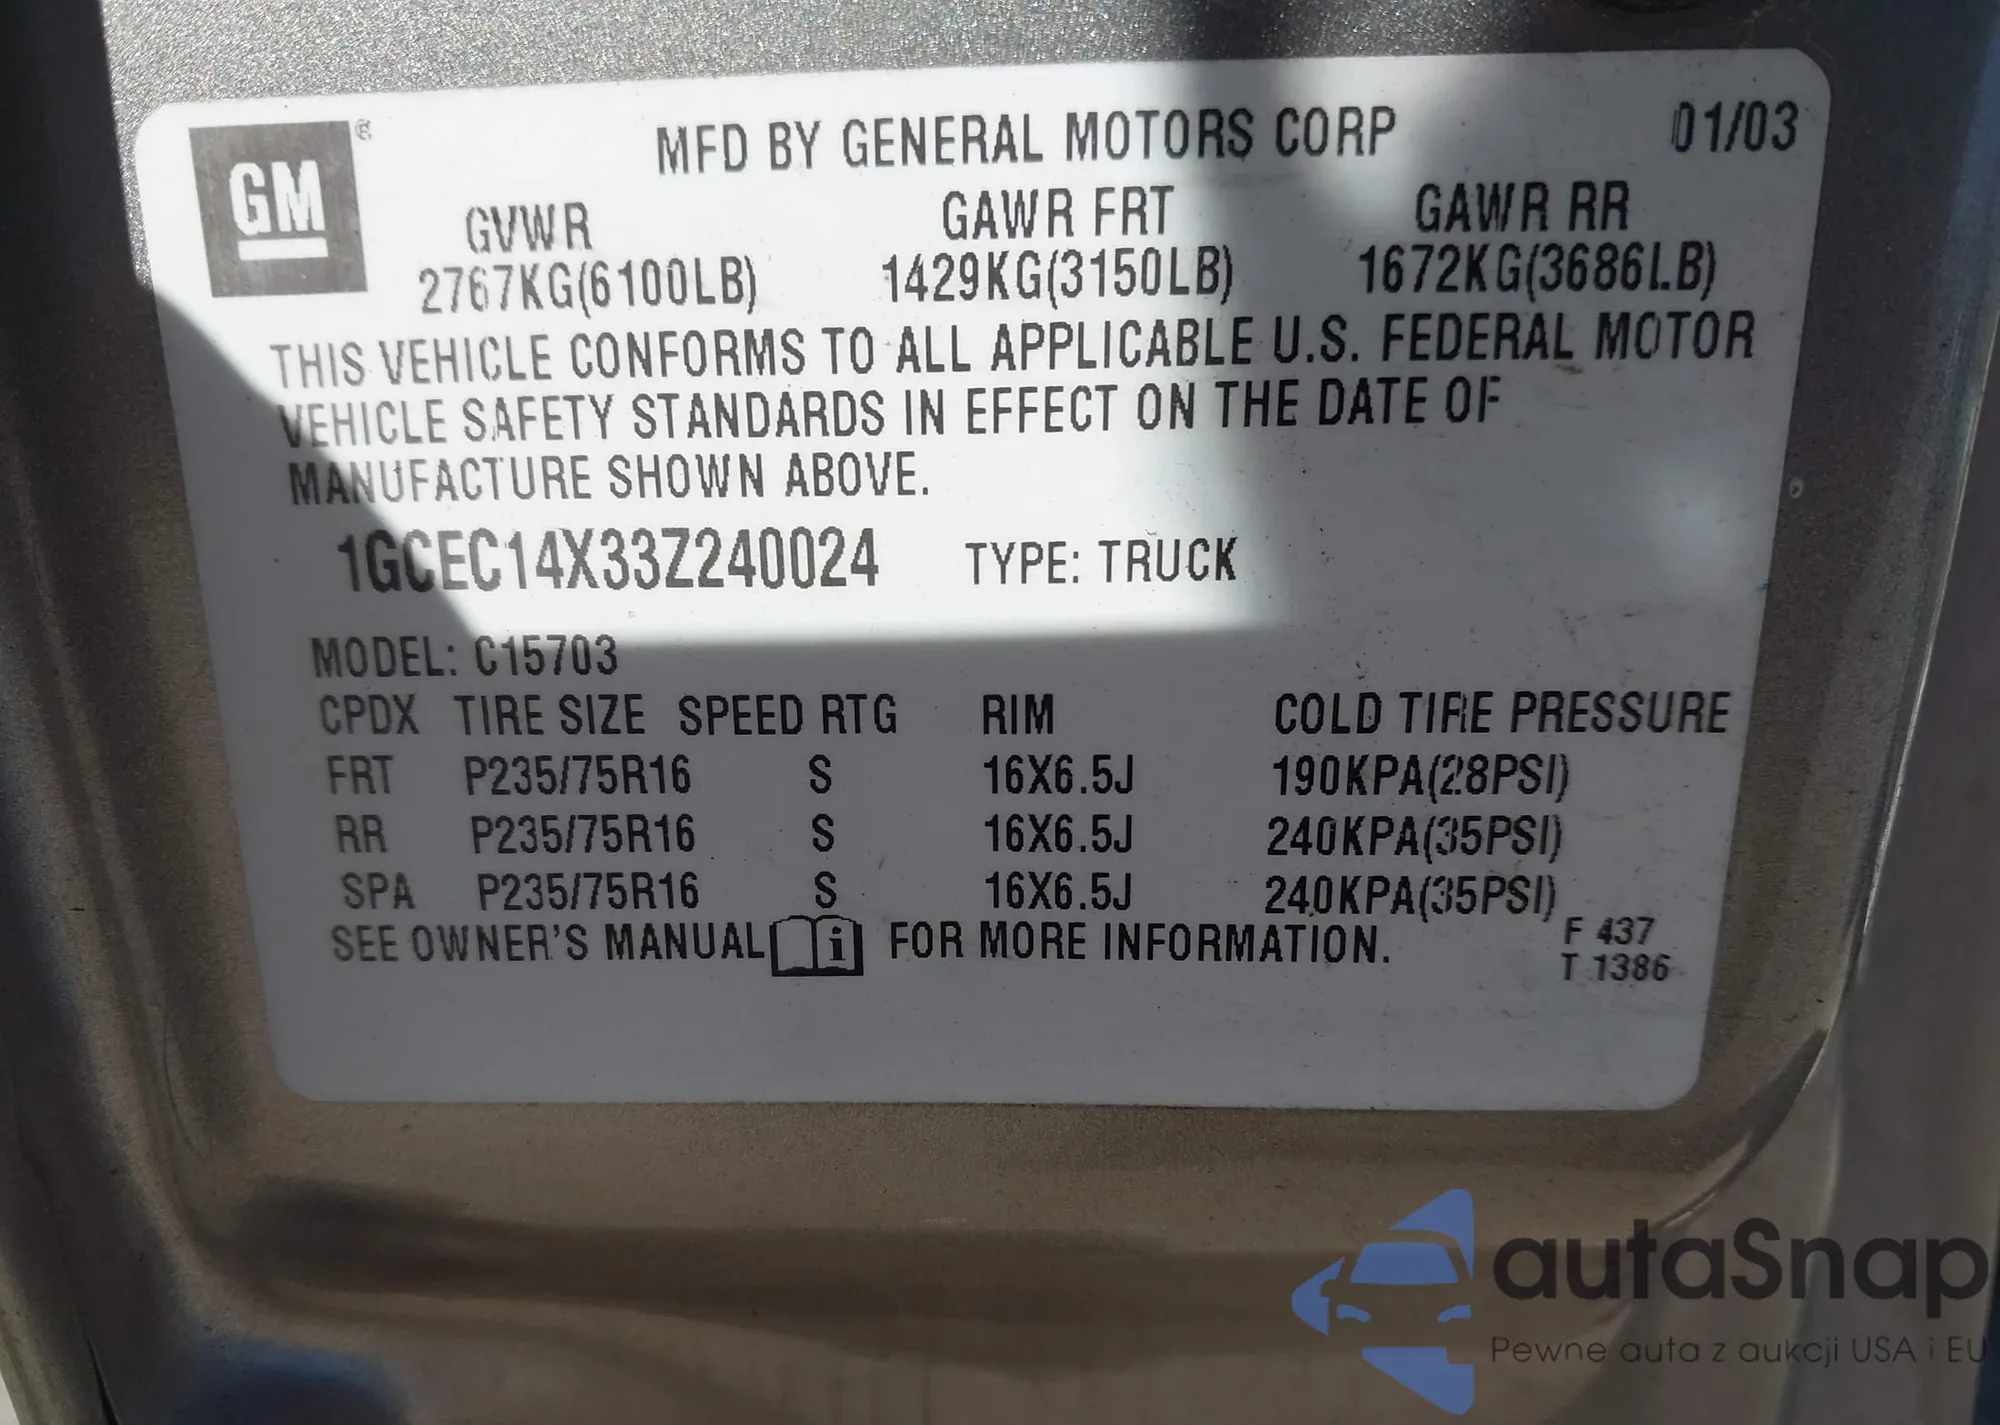 GM ®
MFD BY GENERAL MOTORS CORP 01/03
GVWR GAWR FRT GAWR RR
2767KG(6100LB) 1429KG(3150LB) 1672KG(3686LB)
THIS VEHICLE CONFORMS TO ALL APPLICABLE U.S. FEDERAL MOTOR
VEHICLE SAFETY STANDARDS IN EFFECT ON THE DATE OF
MANUFACTURE SHOWN ABOVE.
1GCEC14X33Z240024 TYPE: TRUCK
MODEL: C15703
CPDX TIRE SIZE SPEED RTG RIM COLD TIRE PRESSURE
FRT P235/75R16 S 16X6.5J 190KPA(28PSI)
RR P235/75R16 S 16X6.5J 240KPA(35PSI)
SPA P235/75R16 S 16X6.5J 240KPA(35PSI)
SEE OWNER'S MANUAL i FOR MORE INFORMATION.
F 437
T 1386
autaSnap
Pewne auta z aukcji USA i EU